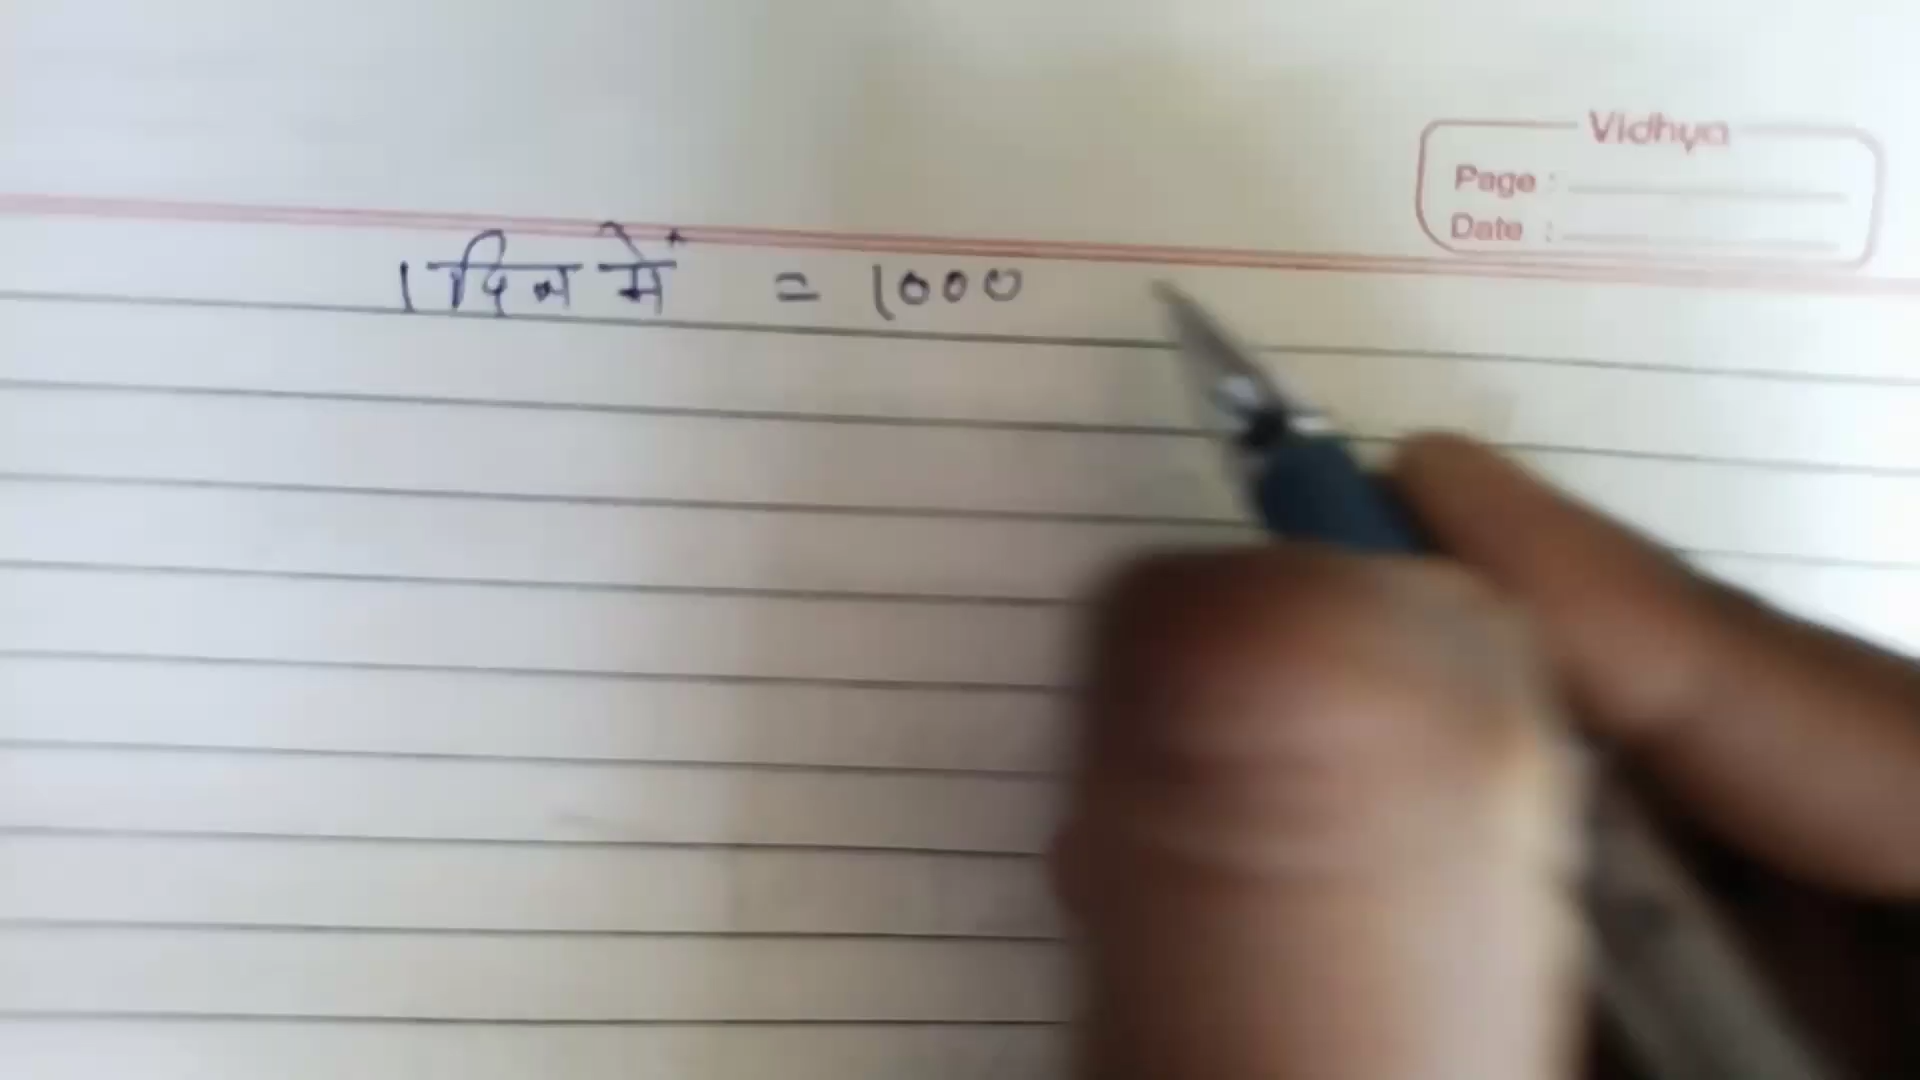 Vidhya
Page :
Date :
1 दिन में = 1000